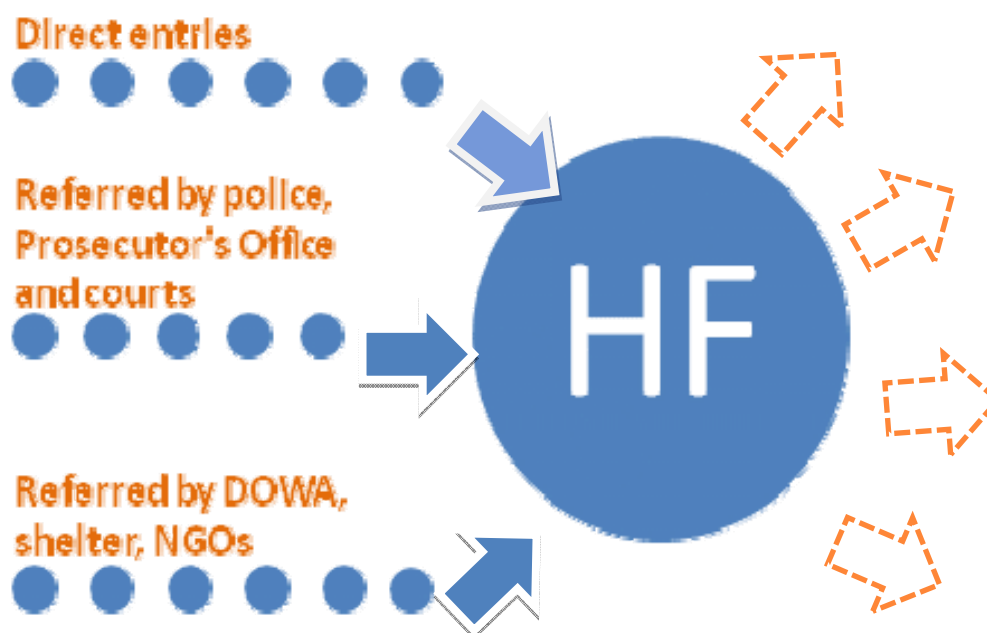 Direct entries
Referred by police,
Prosecutor's Office
and courts
HF
Referred by DOWA,
shelter, NGOs